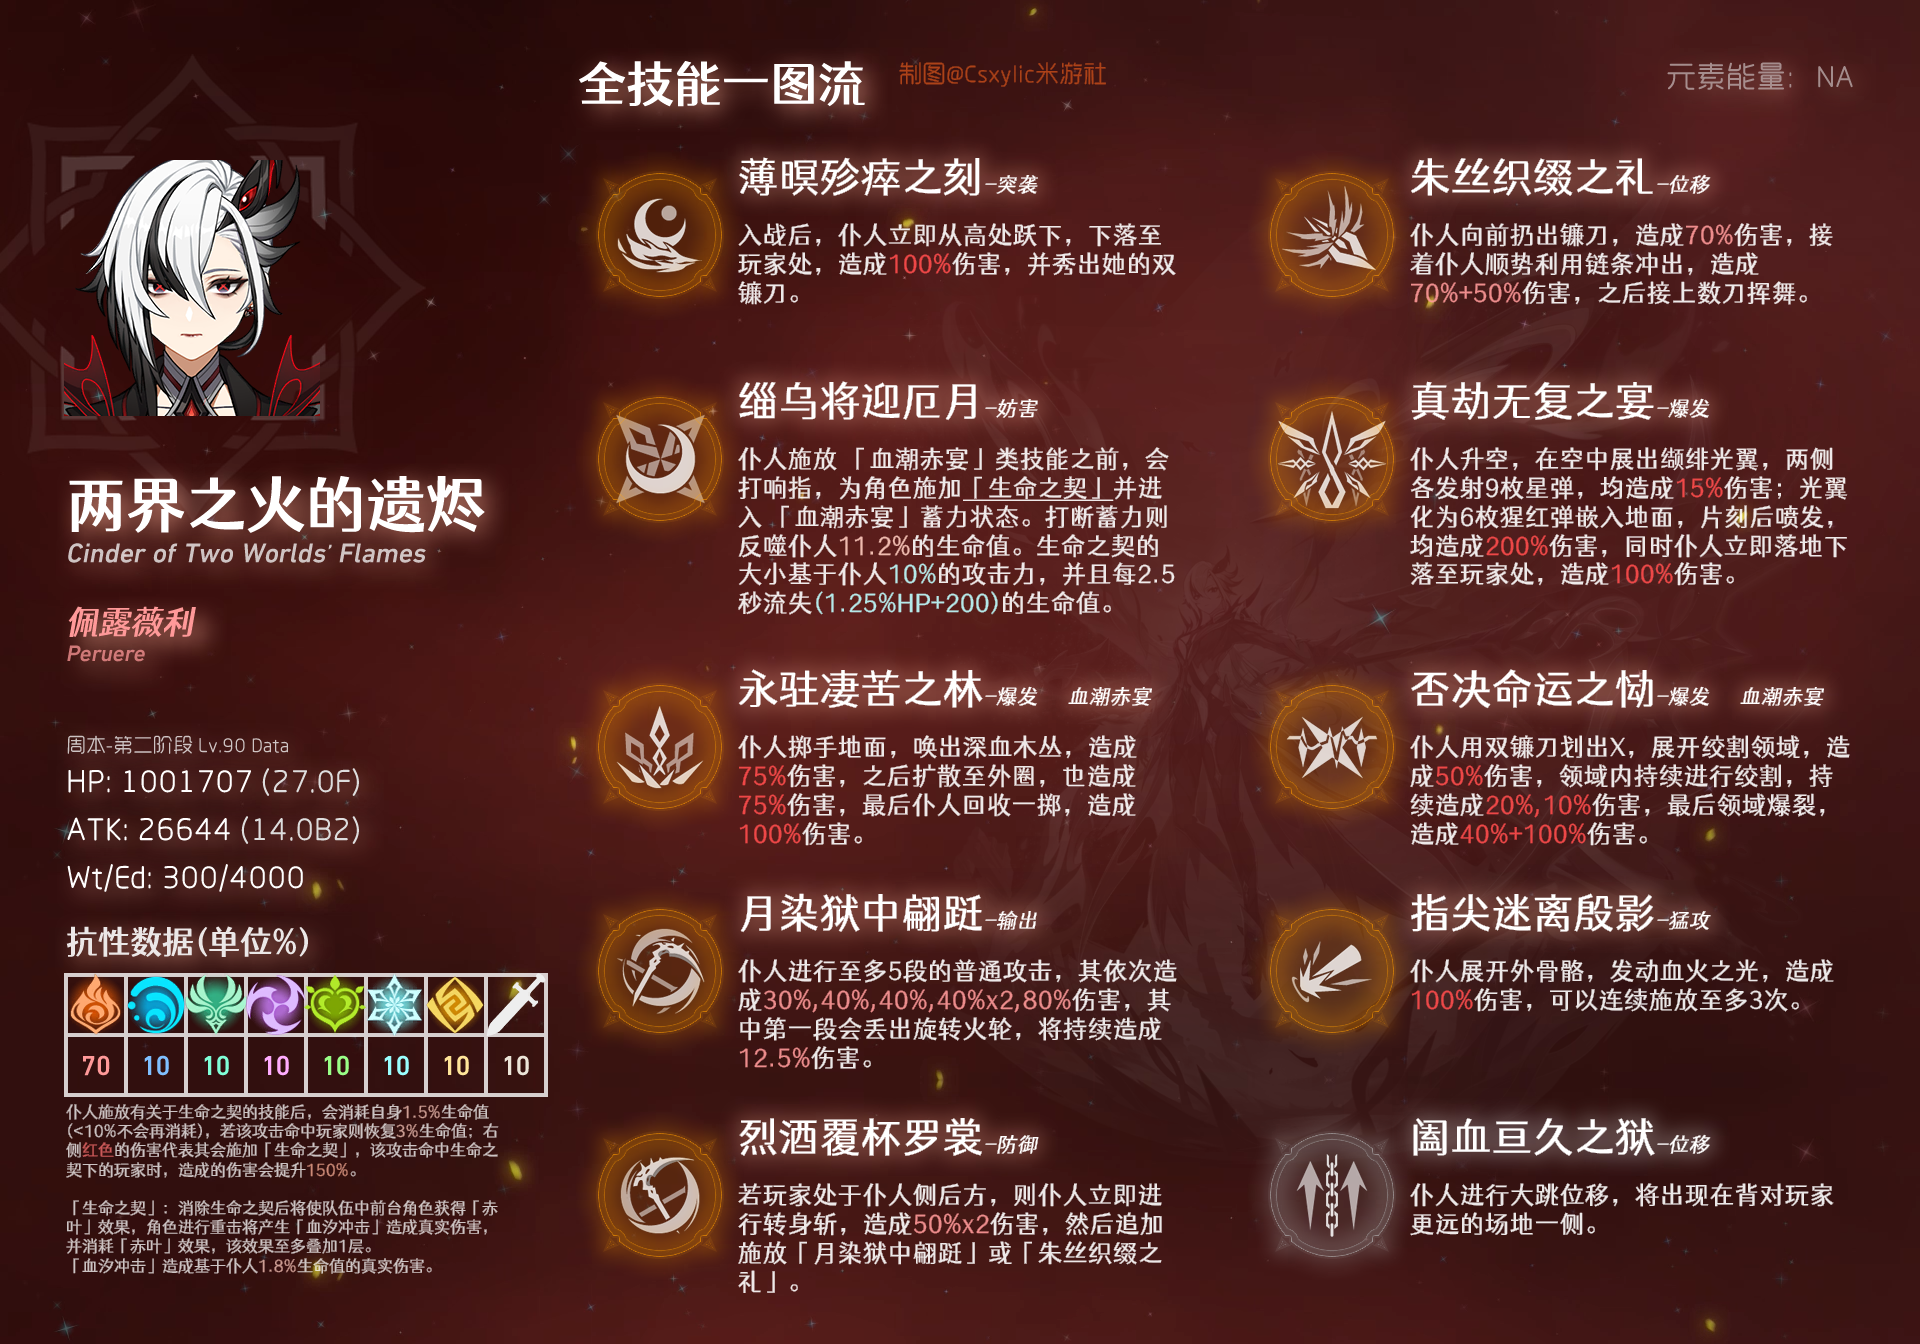 全技能一图流
制图@Csxylic米游社
元素能量： NA
两界之火的遗烬
Cinder of Two Worlds' Flames
佩露薇利
Peruere
周本-第二阶段 Lv.90 Data
HP: 1001707 (27.0F)
ATK: 26644 (14.0B2)
Wt/Ed: 300/4000
抗性数据(单位%)
70 10 10 10 10 10 10 10
仆人施放有关于生命之契的技能后，会消耗自身1.5%生命值
(<10%不会再消耗)，若该攻击命中玩家则恢复3%生命值；右
侧红色的伤害代表其会施加「生命之契」，该攻击命中生命之
契下的玩家时，造成的伤害会提升150%。
「生命之契」：消除生命之契后将使队伍中前台角色获得「赤
叶」效果，角色进行重击将产生「血汐冲击」造成真实伤害，
并消耗「赤叶」效果，该效果至多叠加1层。
「血汐冲击」造成基于仆人1.8%生命值的真实伤害。
薄暝殄瘁之刻-突袭
入战后，仆人立即从高处跃下，下落至
玩家处，造成100%伤害，并秀出她的双
镰刀。
朱丝织缀之礼-位移
仆人向前扔出镰刀，造成70%伤害，接
着仆人顺势利用链条冲出，造成
70%+50%伤害，之后接上数刀挥舞。
缁乌将迎厄月-妨害
仆人施放「血潮赤宴」类技能之前，会
打响指，为角色施加「生命之契」并进
入「血潮赤宴」蓄力状态。打断蓄力则
反噬仆人11.2%的生命值。生命之契的
大小基于仆人10%的攻击力，并且每2.5
秒流失(1.25%HP+200)的生命值。
真劫无复之宴-爆发
仆人升空，在空中展出缬绯光翼，两侧
各发射9枚星弹，均造成15%伤害；光翼
化为6枚猩红弹嵌入地面，片刻后喷发，
均造成200%伤害，同时仆人立即落地下
落至玩家处，造成100%伤害。
永驻凄苦之林-爆发 血潮赤宴
仆人掷手地面，唤出深血木丛，造成
75%伤害，之后扩散至外圈，也造成
75%伤害，最后仆人回收一掷，造成
100%伤害。
否决命运之恸-爆发 血潮赤宴
仆人用双镰刀划出X，展开绞割领域，造
成50%伤害，领域内持续进行绞割，持
续造成20%,10%伤害，最后领域爆裂，
造成40%+100%伤害。
月染狱中翩跹-输出
仆人进行至多5段的普通攻击，其依次造
成30%,40%,40%,40%x2,80%伤害，其
中第一段会丢出旋转火轮，将持续造成
12.5%伤害。
指尖迷离殷影-猛攻
仆人展开外骨骼，发动血火之光，造成
100%伤害，可以连续施放至多3次。
烈酒覆杯罗裳-防御
若玩家处于仆人侧后方，则仆人立即进
行转身斩，造成50%x2伤害，然后追加
施放「月染狱中翩跹」或「朱丝织缀之
礼」。
阖血亘久之狱-位移
仆人进行大跳位移，将出现在背对玩家
更远的场地一侧。